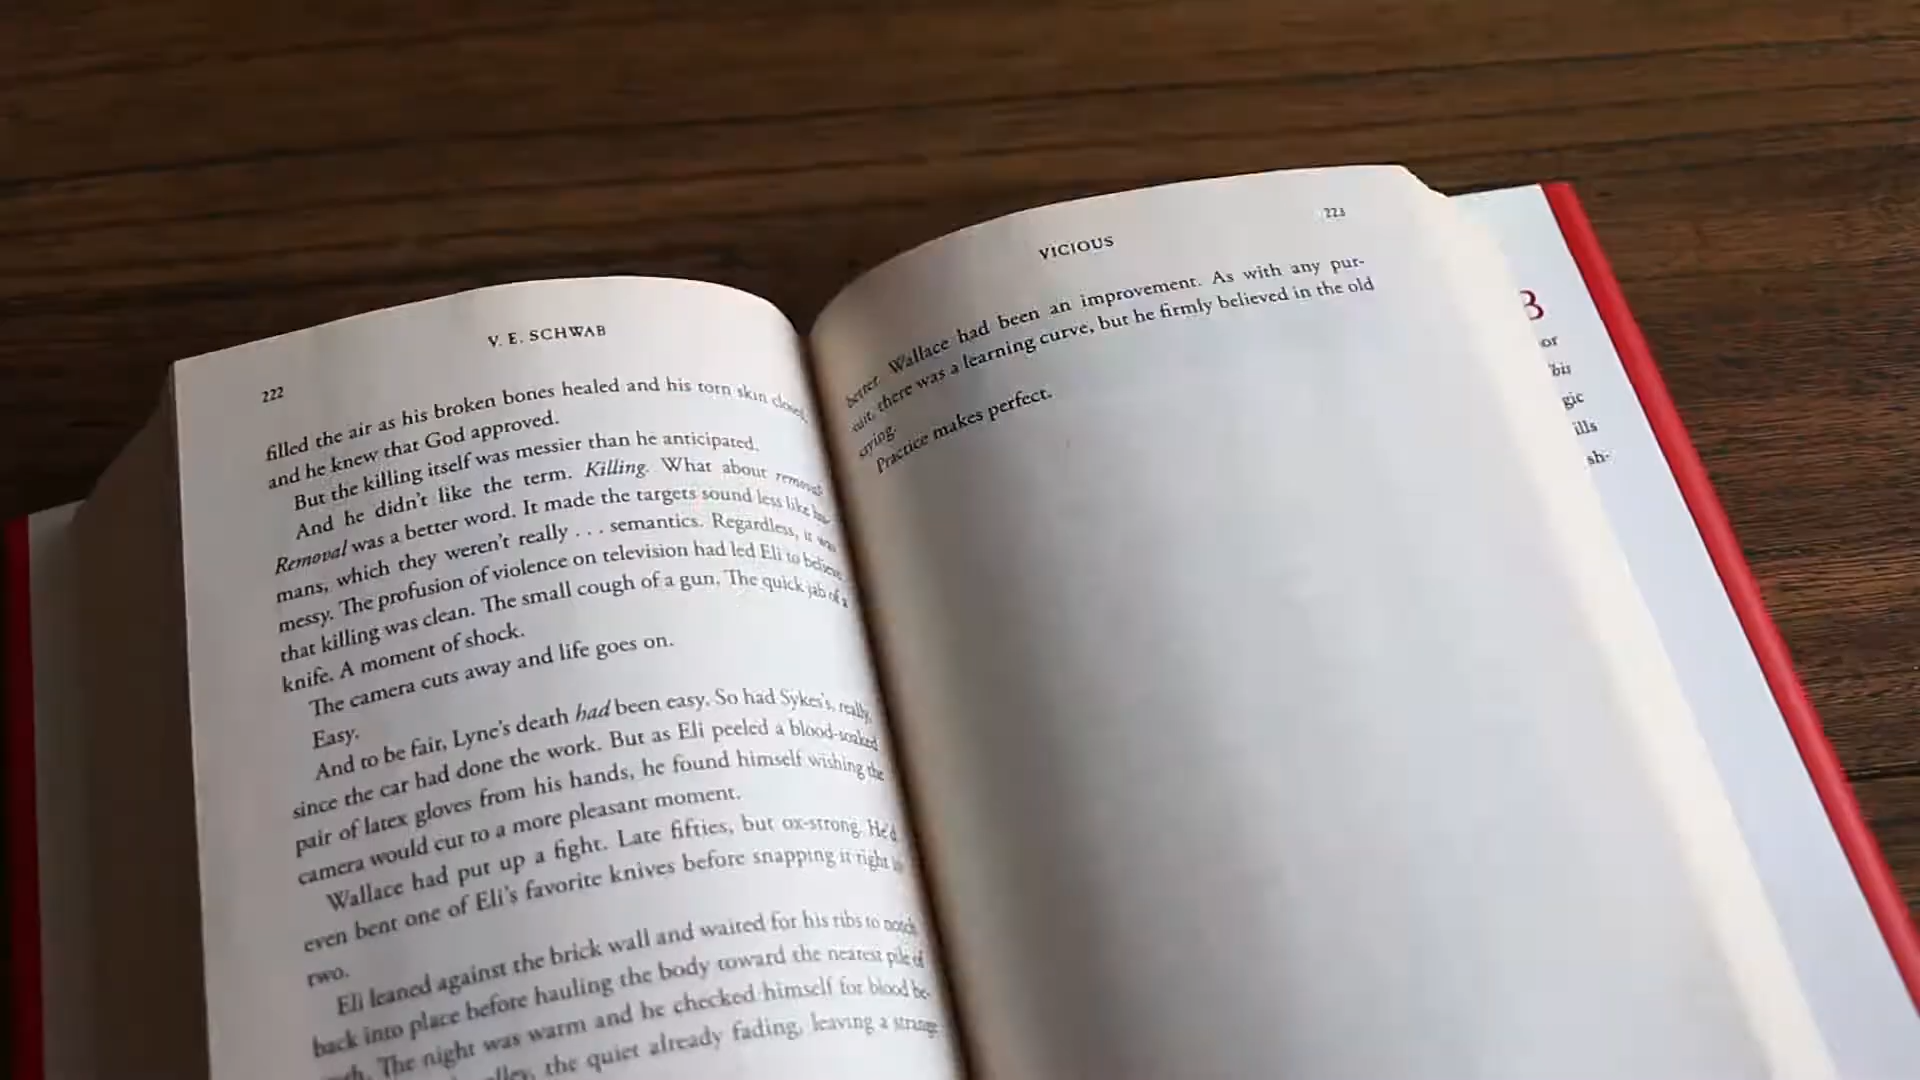 222
V. E. SCHWAB
filled the air as his broken bones healed and his torn skin closed,
and he knew that God approved.
But the killing itself was messier than he anticipated.
And he didn't like the term. Killing. What about removal?
Removal was a better word. It made the targets sound less like hu-
mans, which they weren't really . . . semantics. Regardless, it was
messy. The profusion of violence on television had led Eli to believe
that killing was clean. The small cough of a gun. The quick jab of a
knife. A moment of shock.
The camera cuts away and life goes on.
Easy.
And to be fair, Lyne's death had been easy. So had Sykes's, really,
since the car had done the work. But as Eli peeled a blood-soaked
pair of latex gloves from his hands, he found himself wishing the
camera would cut to a more pleasant moment.
Wallace had put up a fight. Late fifties, but ox-strong. He'd
even bent one of Eli's favorite knives before snapping it right in
two.
Eli leaned against the brick wall and waited for his ribs to notch
back into place before hauling the body toward the nearest pile of
The night was warm and he checked himself for blood be-
the quiet already fading, leaving a strange
VICIOUS
223
better. Wallace had been an improvement. As with any pur-
suit, there was a learning curve, but he firmly believed in the old
saying.
Practice makes perfect.
B
or
his
gic
ills
sh-